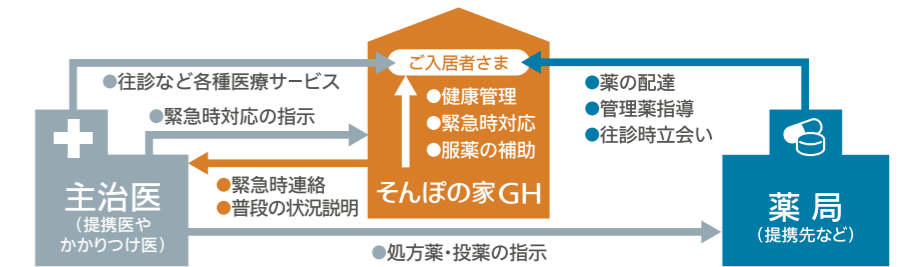 ご入居者さま
●健康管理
●緊急時対応
●服薬の補助
そんぽの家GH
●往診など各種医療サービス
●緊急時対応の指示
●緊急時連絡
●普段の状況説明
主治医
(提携医や
かかりつけ医)
●処方薬・投薬の指示
●薬の配達
●管理薬指導
●往診時立会い
薬局
(提携先など)